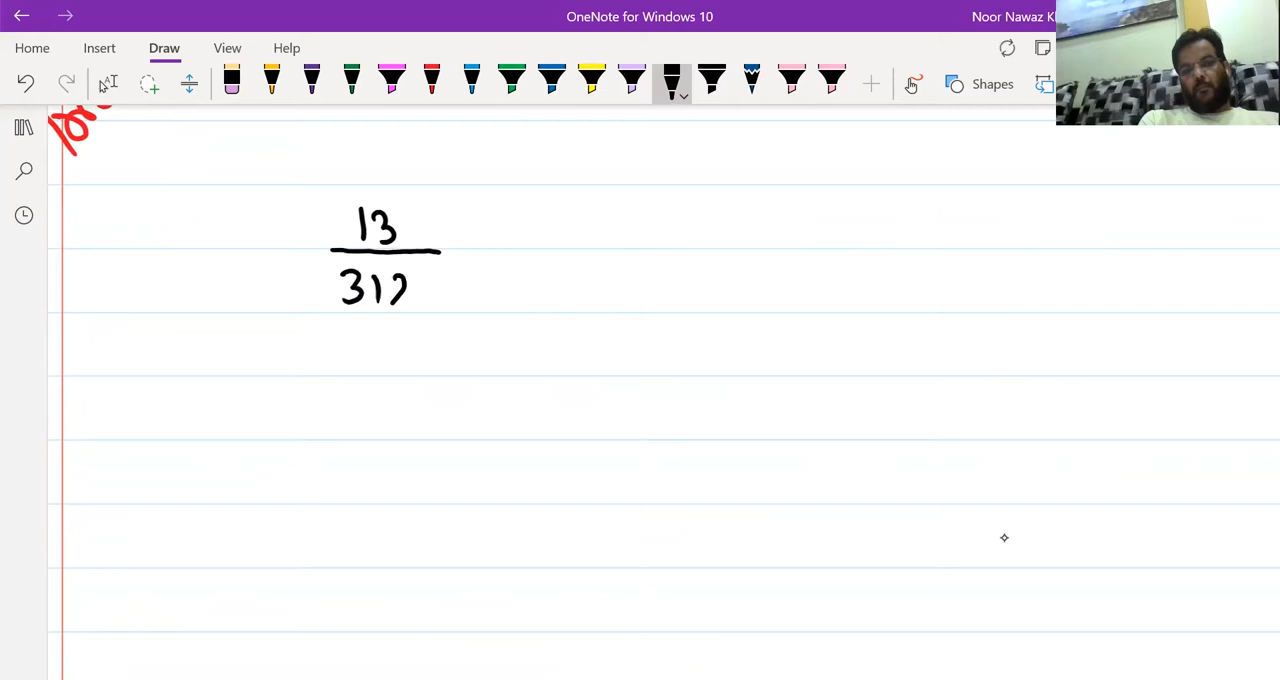 OneNote for Windows 10
Noor Nawaz
Home Insert Draw View Help
Shapes
13
312